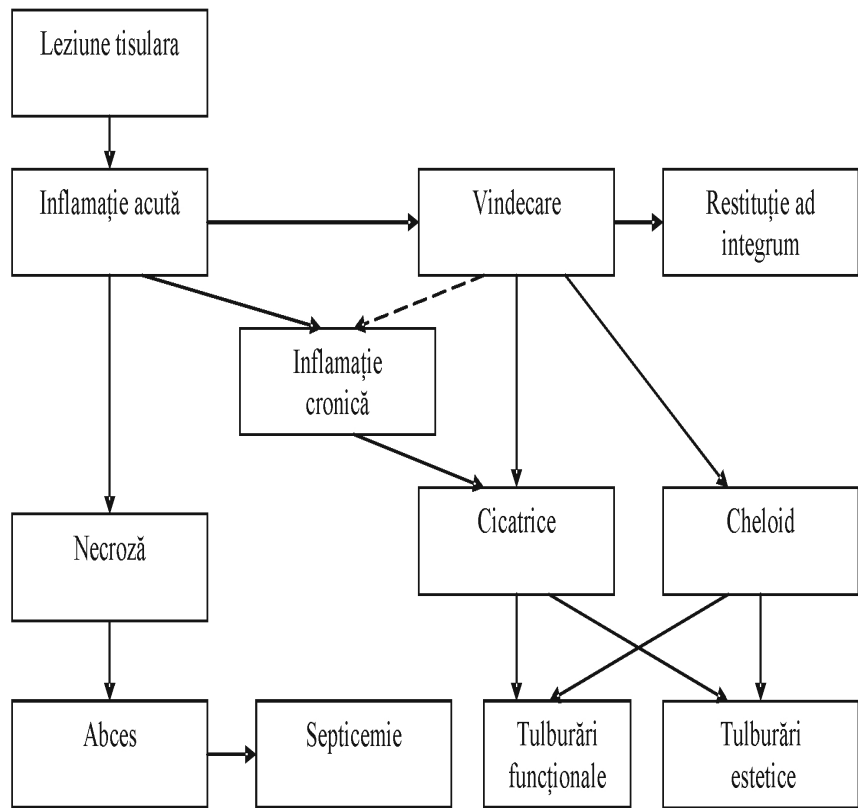 Leziune tisulara
Inflamație acută
Vindecare
Restituție ad
integrum
Inflamație
cronică
Cicatrice
Cheloid
Necroză
Abces
Septicemie
Tulburări
funcționale
Tulburări
estetice